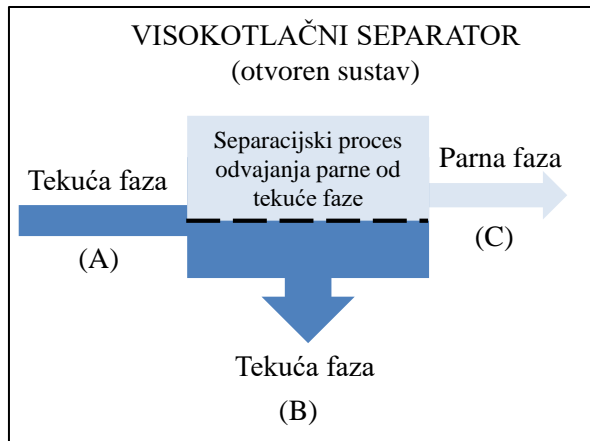 VISOKOTLAČNI SEPARATOR
(otvoren sustav)
Separacijski proces
odvajanja parne od
tekuće faze
Tekuća faza
(A)
Parna faza
(C)
Tekuća faza
(B)